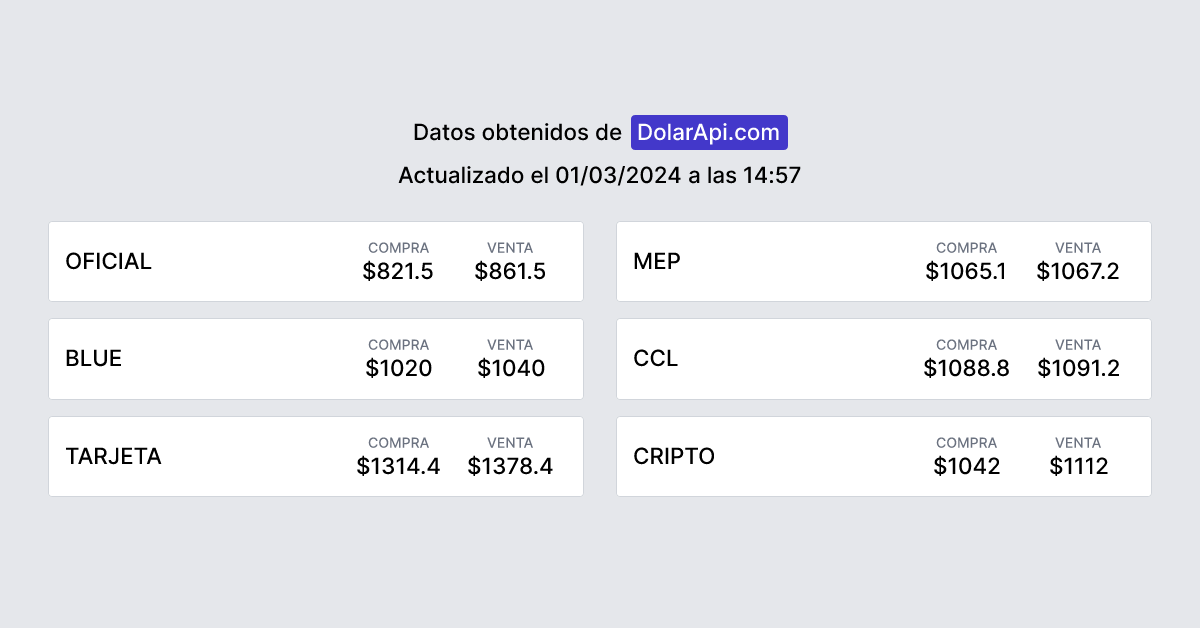 Datos obtenidos de DolarApi.com
Actualizado el 01/03/2024 a las 14:57
OFICIAL
COMPRA VENTA
$821.5 $861.5
MEP
COMPRA VENTA
$1065.1 $1067.2
BLUE
COMPRA VENTA
$1020 $1040
CCL
COMPRA VENTA
$1088.8 $1091.2
TARJETA
COMPRA VENTA
$1314.4 $1378.4
CRIPTO
COMPRA VENTA
$1042 $1112